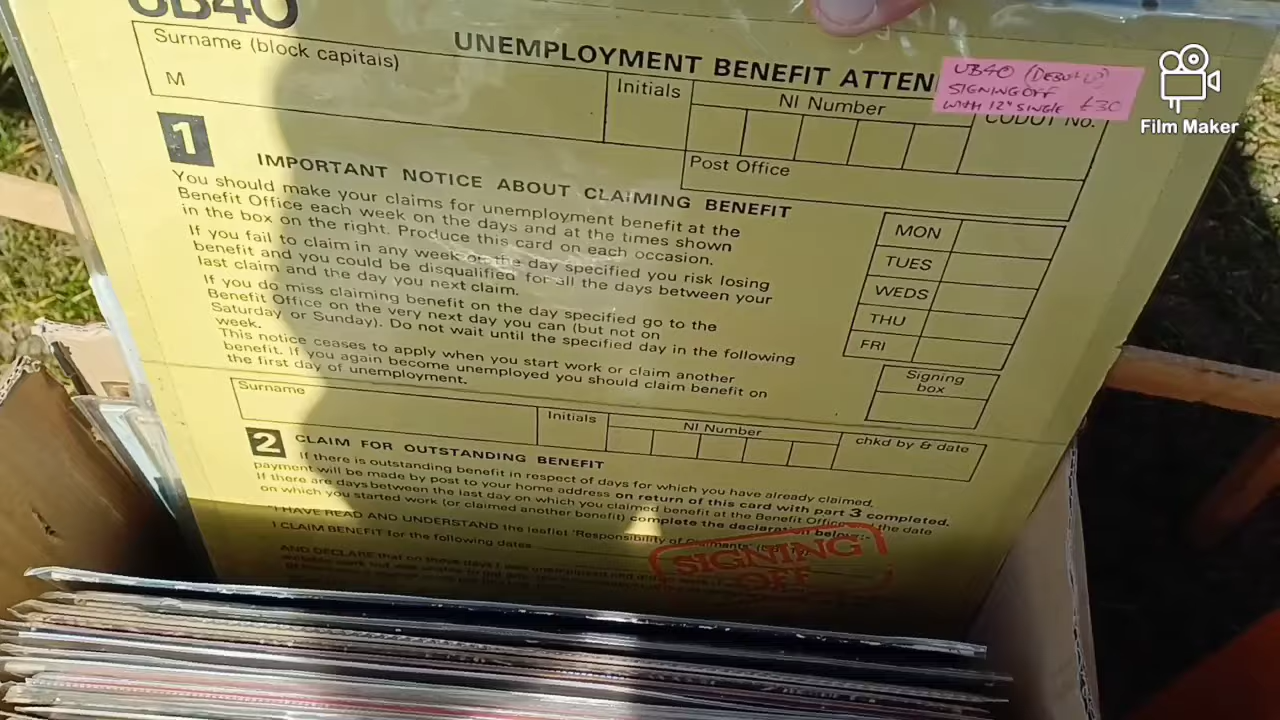 UB40
UNEMPLOYMENT BENEFIT ATTEN
UB40 (DEBUT LP)
SIGNING OFF
WITH 12" SINGLE £30
Film Maker
Surname (block capitals)
M
Initials
NI Number
CODOT No.
Post Office
1 IMPORTANT NOTICE ABOUT CLAIMING BENEFIT
You should make your claims for unemployment benefit at the
Benefit Office each week on the days and at the times shown
in the box on the right. Produce this card on each occasion.
If you fail to claim in any week on the day specified you risk losing
benefit and you could be disqualified for all the days between your
last claim and the day you next claim.
If you do miss claiming benefit on the day specified go to the
Benefit Office on the very next day you can (but not on
Saturday or Sunday). Do not wait until the specified day in the following
week.
This notice ceases to apply when you start work or claim another
benefit. If you again become unemployed you should claim benefit on
the first day of unemployment.
MON
TUES
WEDS
THU
FRI
Signing
box
Surname
Initials
NI Number
chkd by & date
2 CLAIM FOR OUTSTANDING BENEFIT
If there is outstanding benefit in respect of days for which you have already claimed,
payment will be made by post to your home address on return of this card with part 3 completed.
If there are days between the last day on which you claimed benefit at the Benefit Office and the date
on which you started work (or claimed another benefit) complete the declaration below:-
I HAVE READ AND UNDERSTAND the leaflet 'Responsibility of Claimants'
I CLAIM BENEFIT for the following dates
AND DECLARE that on those days I was unemployed and did no work
SIGNING
OFF